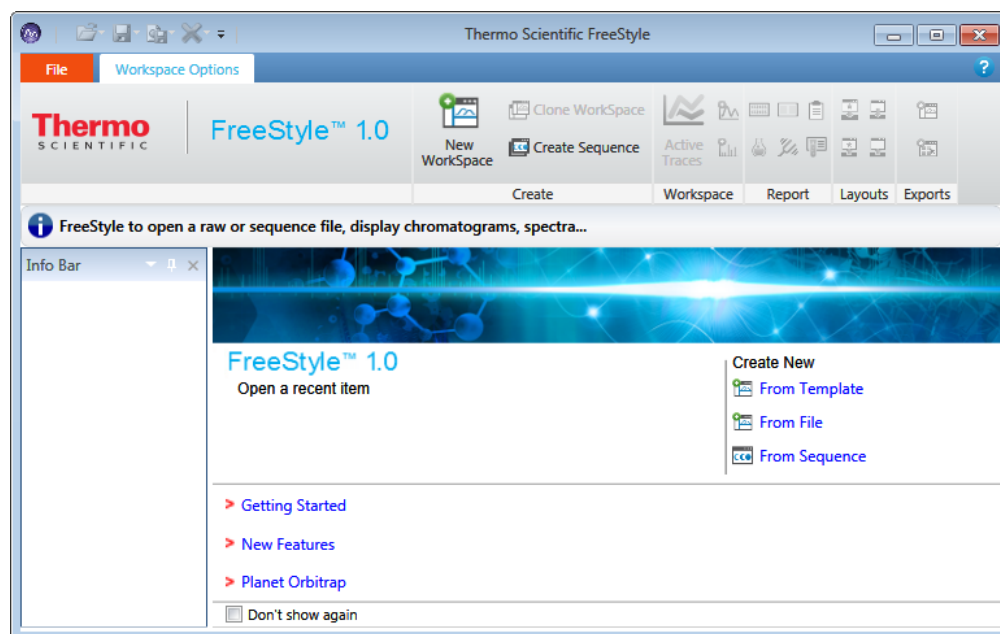 Thermo Scientific FreeStyle
File
Workspace Options
?
Thermo
SCIENTIFIC
FreeStyle™ 1.0
New
WorkSpace
Clone WorkSpace
Create Sequence
Active
Traces
Create
Workspace
Report
Layouts
Exports
FreeStyle to open a raw or sequence file, display chromatograms, spectra...
Info Bar
FreeStyle™ 1.0
Open a recent item
Create New
From Template
From File
From Sequence
> Getting Started
> New Features
> Planet Orbitrap
Don't show again